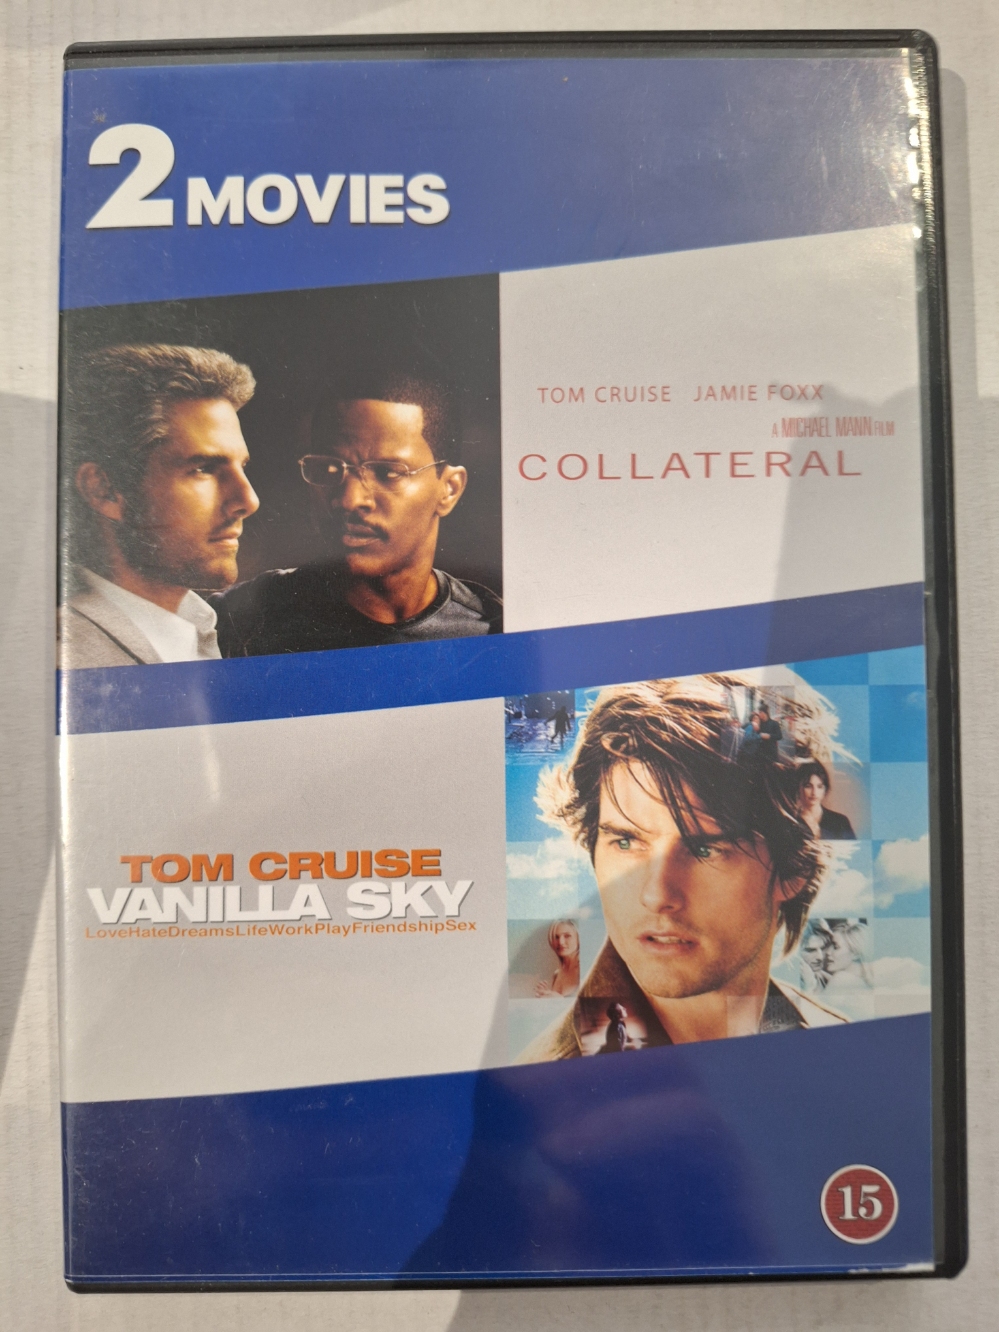 2 MOVIES
TOM CRUISE JAMIE FOXX
A MICHAEL MANN FILM
COLLATERAL
TOM CRUISE
VANILLA SKY
LoveHateDreamsLifeWorkPlayFriendshipSex
15